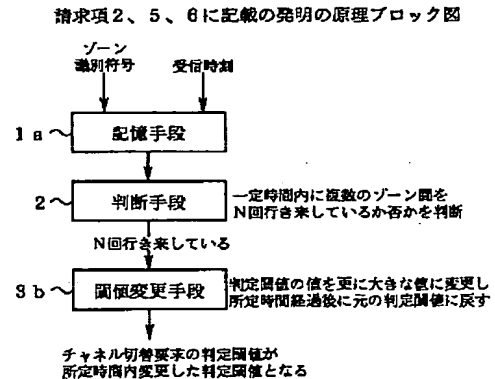 請求項2、5、6に記載の発明の原理ブロック図
ゾーン
識別符号
受信時刻
1a
記憶手段
2
判断手段
一定時間内に複数のゾーン間を
N回行き来しているか否かを判断
N回行き来している
3b
閾値変更手段
判定閾値の値を更に大きな値に変更し
所定時間経過後に元の判定閾値に戻す
チャネル切替要求の判定閾値が
所定時間内変更した判定閾値となる